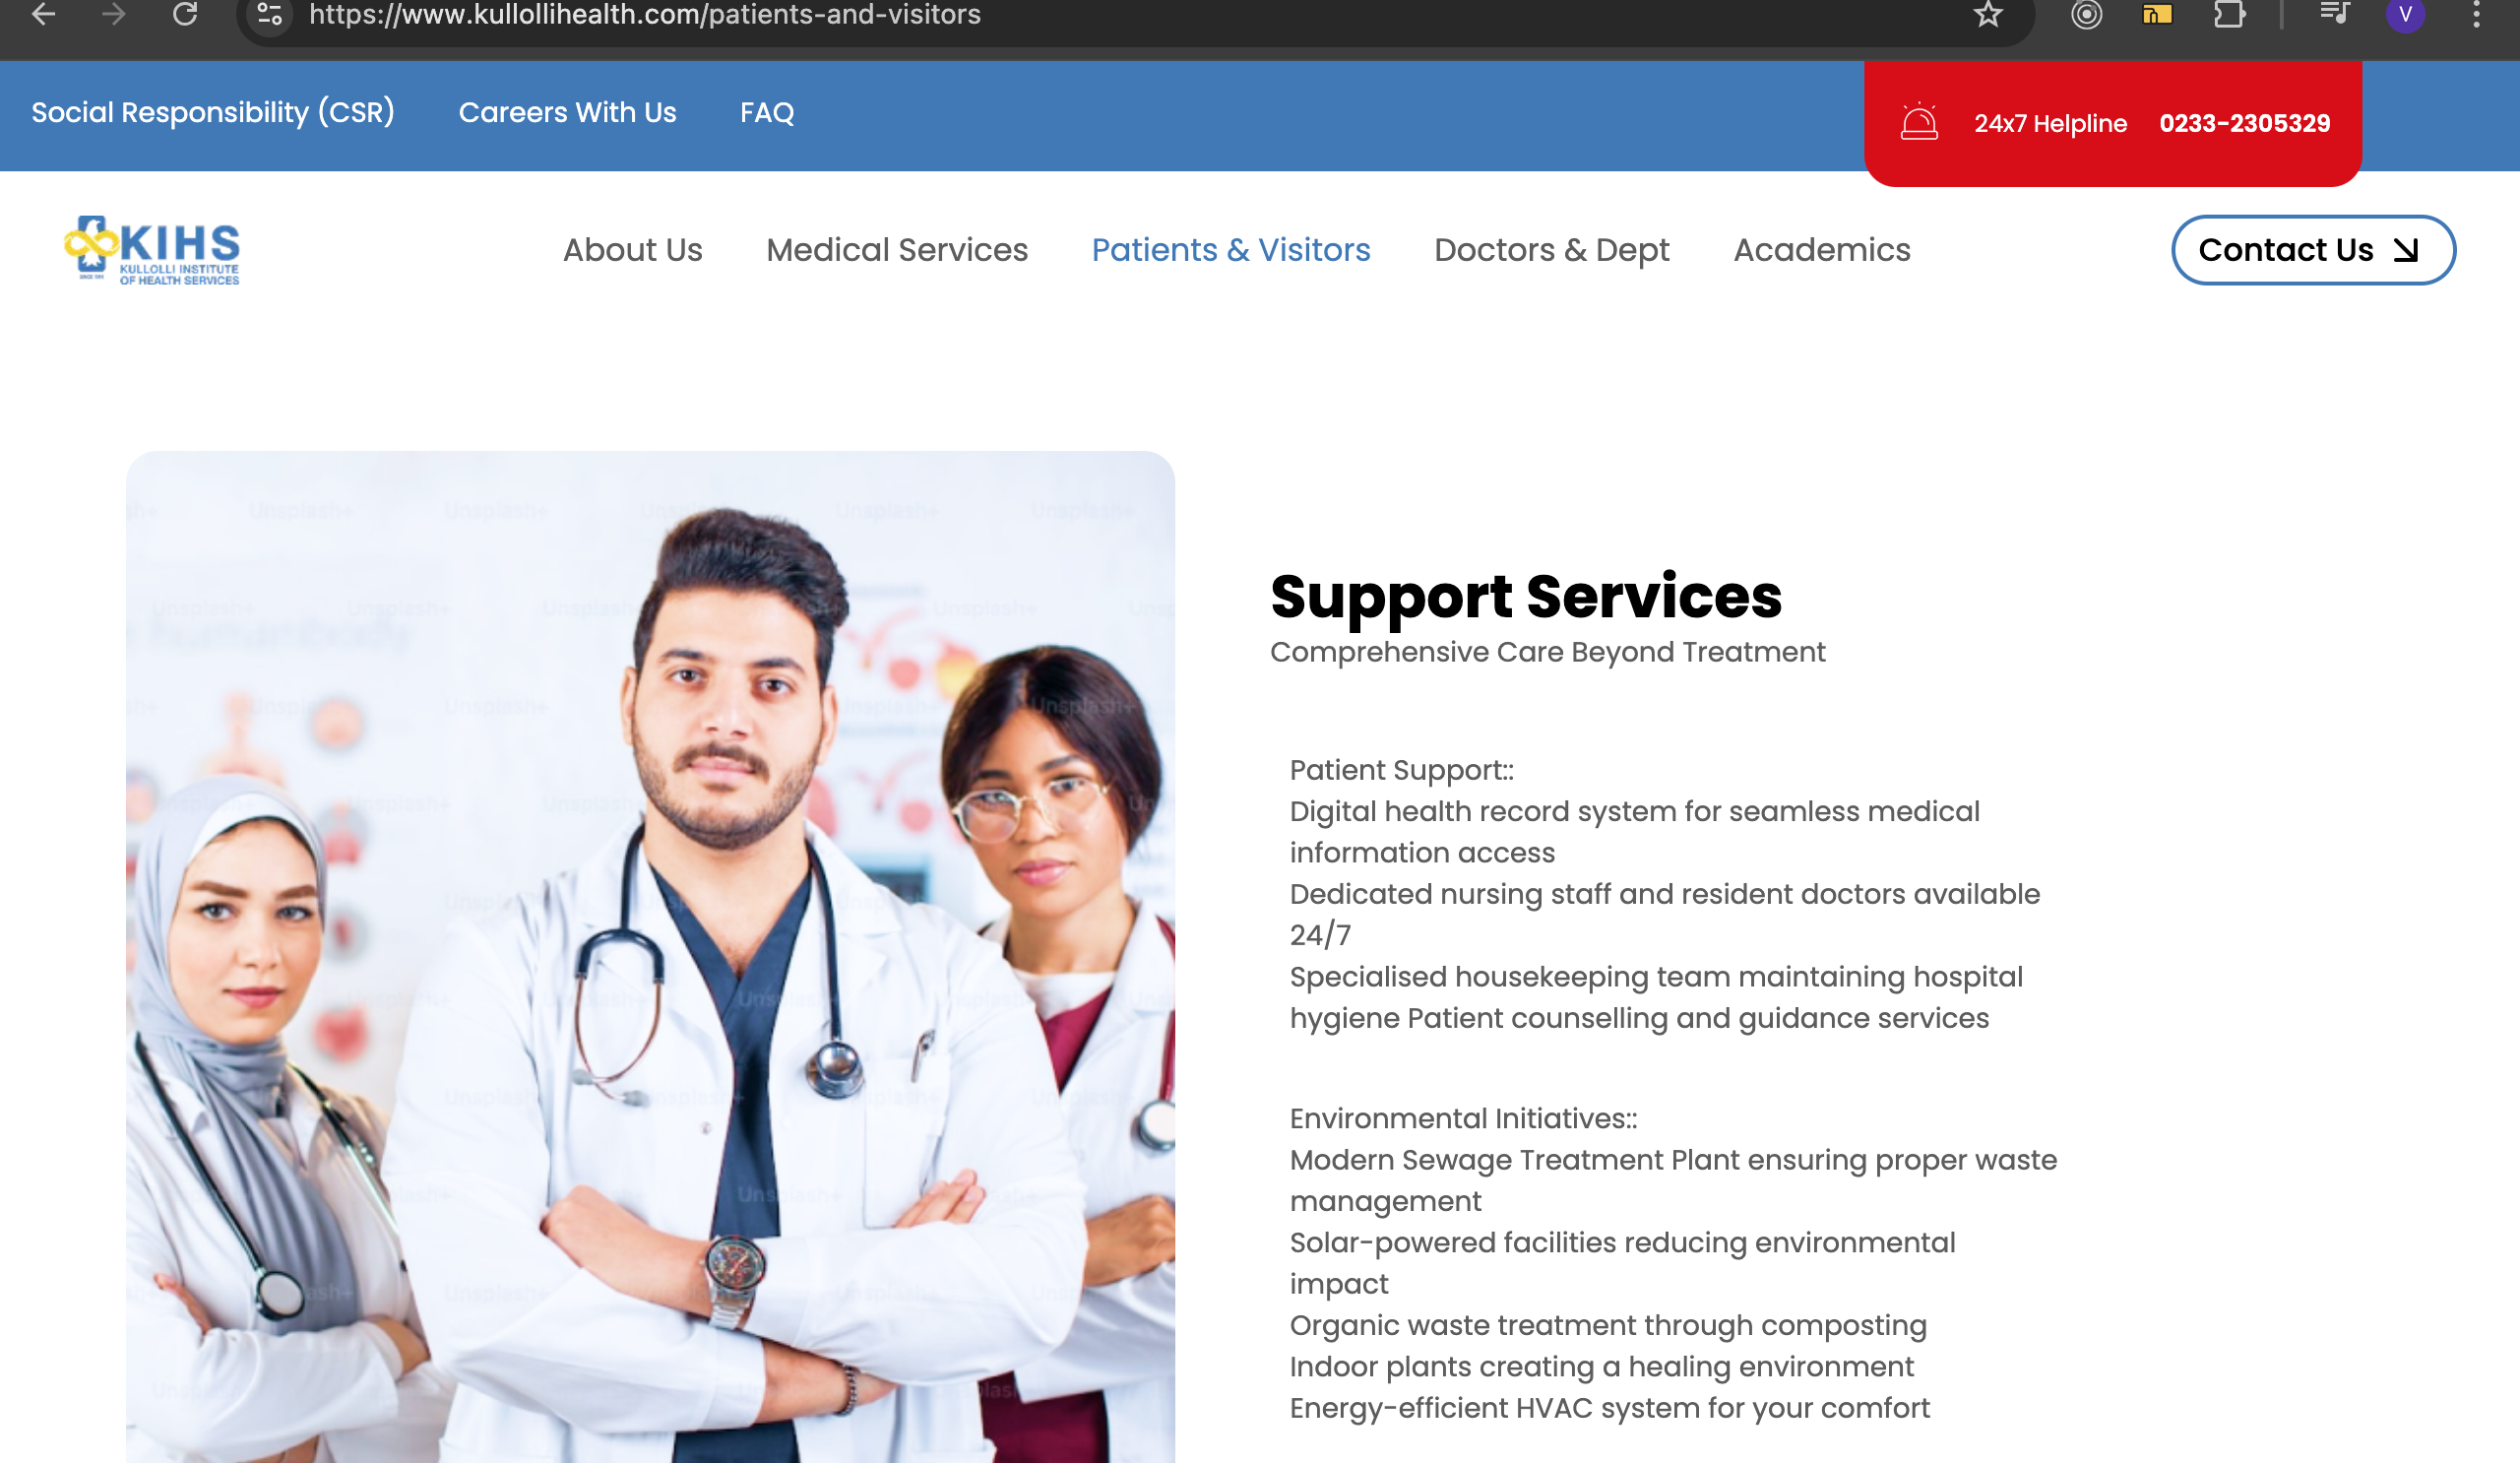 https://www.kullollihealth.com/patients-and-visitors
V
Social Responsibility (CSR)
Careers With Us
FAQ
24x7 Helpline 0233-2305329
KIHS
KULLOLLI INSTITUTE
OF HEALTH SERVICES
About Us
Medical Services
Patients & Visitors
Doctors & Dept
Academics
Contact Us
Unsplash+
Support Services
Comprehensive Care Beyond Treatment
Patient Support::
Digital health record system for seamless medical
information access
Dedicated nursing staff and resident doctors available
24/7
Specialised housekeeping team maintaining hospital
hygiene Patient counselling and guidance services
Environmental Initiatives::
Modern Sewage Treatment Plant ensuring proper waste
management
Solar-powered facilities reducing environmental
impact
Organic waste treatment through composting
Indoor plants creating a healing environment
Energy-efficient HVAC system for your comfort